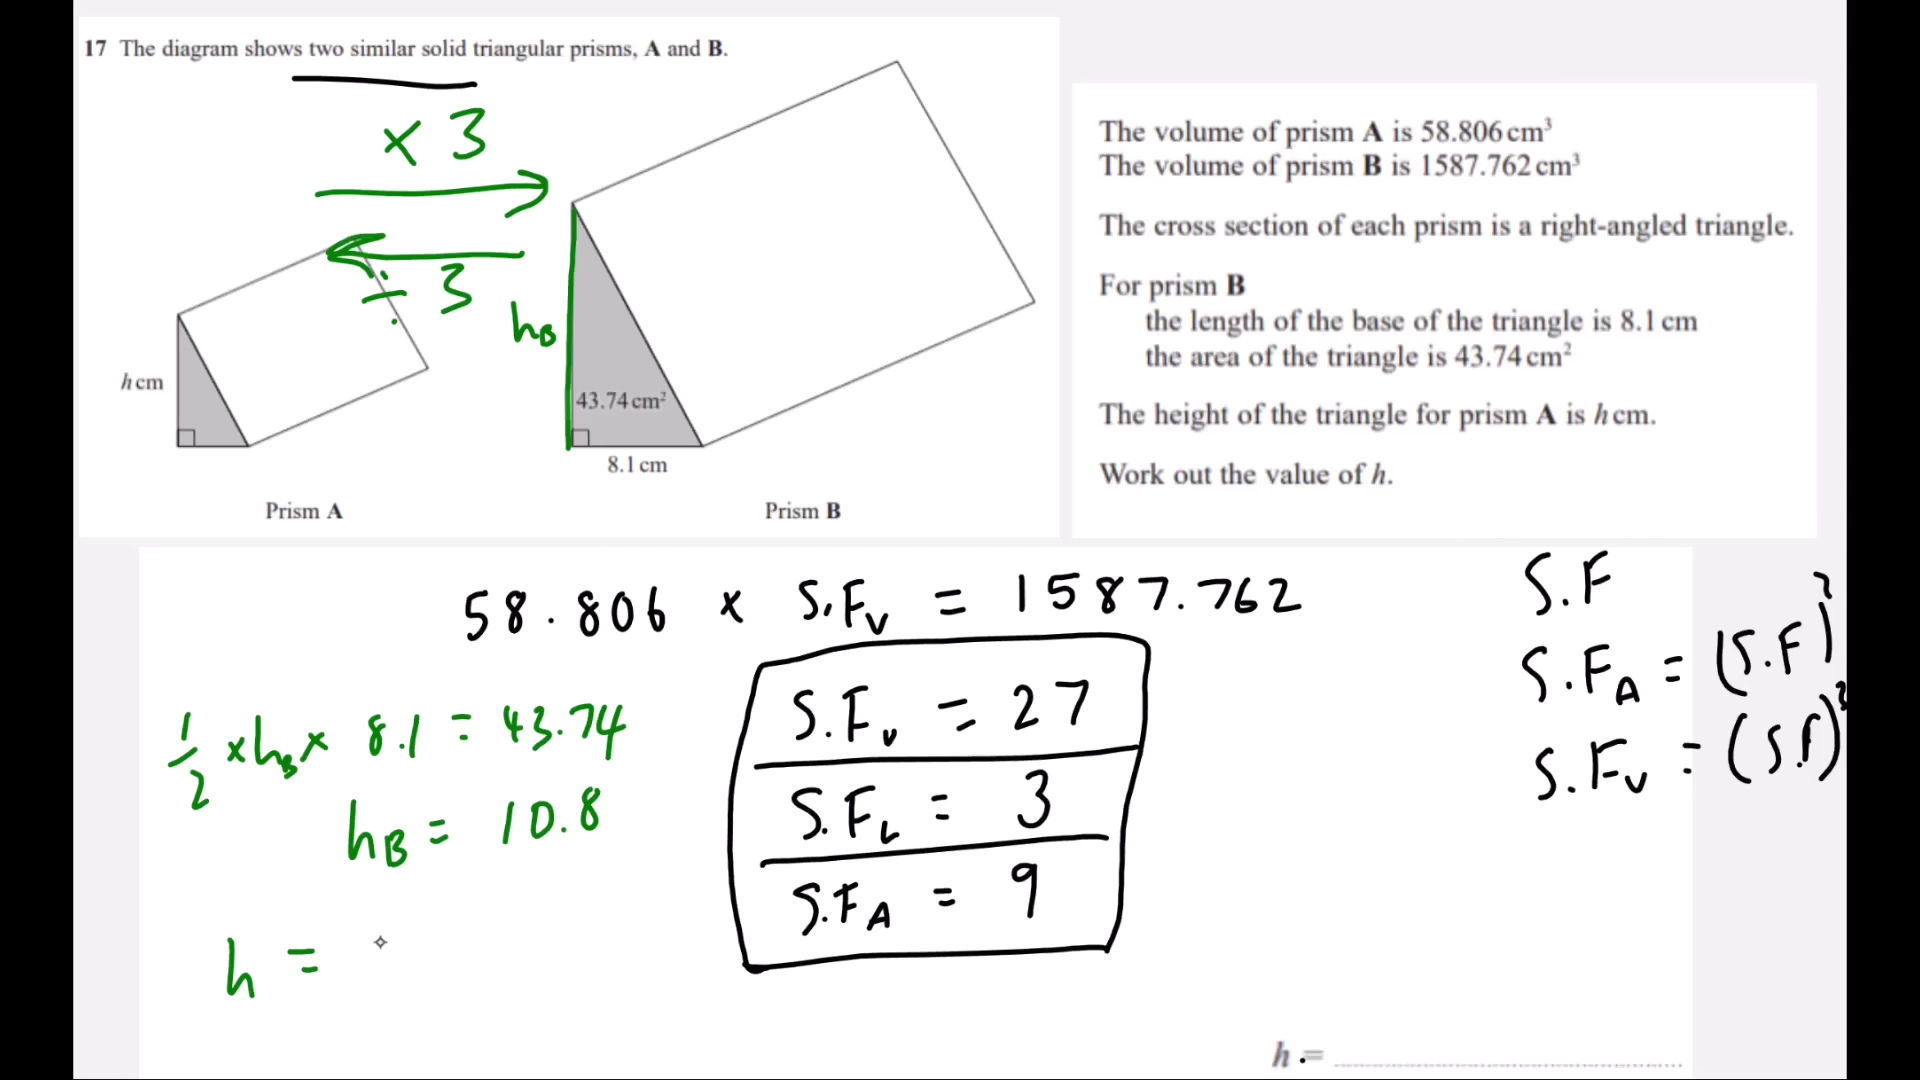 17 The diagram shows two similar solid triangular prisms, A and B.
× 3
÷ 3
h cm
h_B
43.74 cm²
8.1 cm
Prism A
Prism B
The volume of prism A is 58.806 cm³
The volume of prism B is 1587.762 cm³
The cross section of each prism is a right-angled triangle.
For prism B
the length of the base of the triangle is 8.1 cm
the area of the triangle is 43.74 cm²
The height of the triangle for prism A is h cm.
Work out the value of h.
58.806 × S.F_V = 1587.762
S.F_V = 27
S.F_L = 3
S.F_A = 9
½ × h_B × 8.1 = 43.74
h_B = 10.8
h =
S.F
S.F_A = (S.F)²
S.F_V = (S.F)³
h =